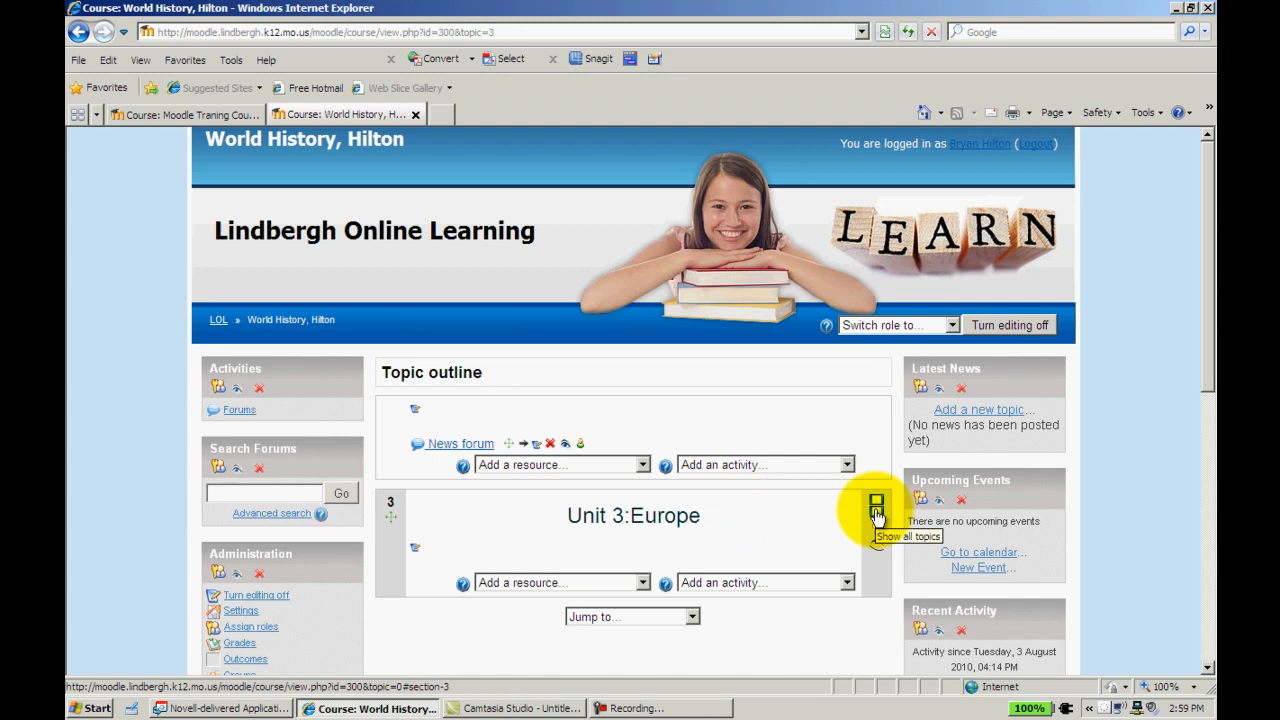 Course: World History, Hilton - Windows Internet Explorer
http://moodle.lindbergh.k12.mo.us/moodle/course/view.php?id=300&topic=3
Google
File Edit View Favorites Tools Help
Convert Select Snagit
Favorites Suggested Sites Free Hotmail Web Slice Gallery
Course: Moodle Traning Cou... Course: World History, H...
Page Safety Tools
World History, Hilton
You are logged in as Bryan Hilton (Logout)
Lindbergh Online Learning
LEARN
LOL » World History, Hilton
Switch role to... Turn editing off
Activities
Forums
Search Forums
Go
Advanced search
Administration
Turn editing off
Settings
Assign roles
Grades
Outcomes
Topic outline
News forum
Add a resource... Add an activity...
3
Unit 3:Europe
Show all topics
Add a resource... Add an activity...
Jump to...
Latest News
Add a new topic...
(No news has been posted
yet)
Upcoming Events
There are no upcoming events
Go to calendar...
New Event...
Recent Activity
Activity since Tuesday, 3 August
2010, 04:14 PM
http://moodle.lindbergh.k12.mo.us/moodle/course/view.php?id=300&topic=0#section-3
Internet 100%
Start Novell-delivered Applicati... Course: World History... Camtasia Studio - Untitle... Recording... 100% « 2:59 PM